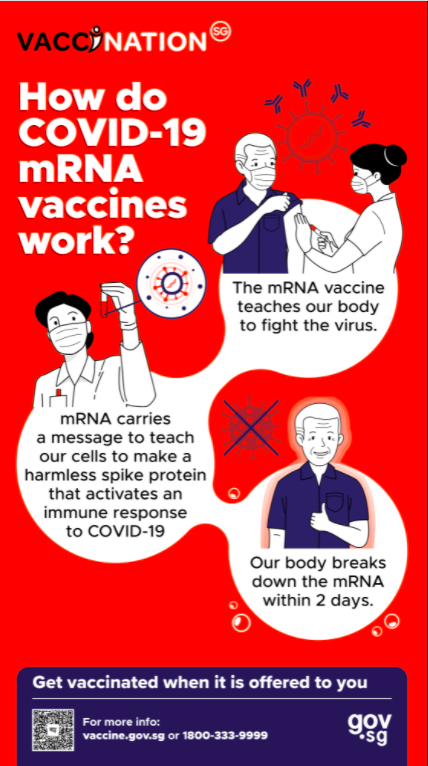 VACCiNATION SG
How do
COVID-19
mRNA
vaccines
work?
The mRNA vaccine
teaches our body
to fight the virus.
mRNA carries
a message to teach
our cells to make a
harmless spike protein
that activates an
immune response
to COVID-19
Our body breaks
down the mRNA
within 2 days.
Get vaccinated when it is offered to you
For more info:
vaccine.gov.sg or 1800-333-9999
gov
.sg